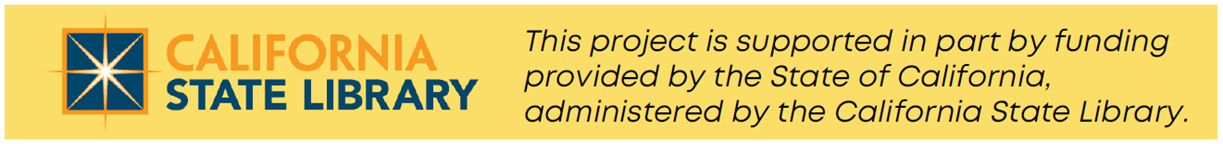 CALIFORNIA
STATE LIBRARY
This project is supported in part by funding
provided by the State of California,
administered by the California State Library.